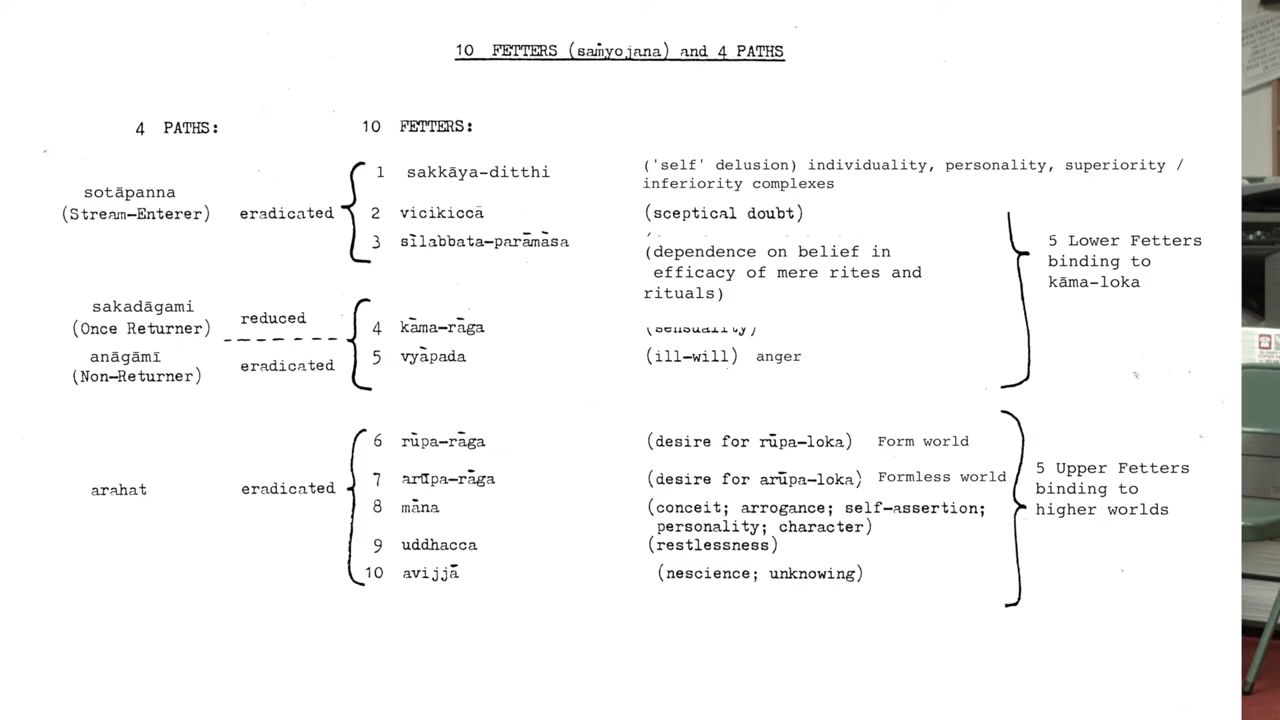 10 FETTERS (saṁyojana) and 4 PATHS
4 PATHS:
10 FETTERS:
sotāpanna
(Stream-Enterer) eradicated
1 sakkāya-ditthi ('self' delusion) individuality, personality, superiority /
inferiority complexes
2 vicikiccā (sceptical doubt)
3 sīlabbata-parāmāsa (dependence on belief in
efficacy of mere rites and
rituals)
sakadāgami
(Once Returner) reduced
anāgāmī
(Non-Returner) eradicated
4 kāma-rāga (sensuality)
5 vyāpada (ill-will) anger
5 Lower Fetters
binding to
kāma-loka
arahat eradicated
6 rūpa-rāga (desire for rūpa-loka) Form world
7 arūpa-rāga (desire for arūpa-loka) Formless world
8 māna (conceit; arrogance; self-assertion;
personality; character)
9 uddhacca (restlessness)
10 avijjā (nescience; unknowing)
5 Upper Fetters
binding to
higher worlds